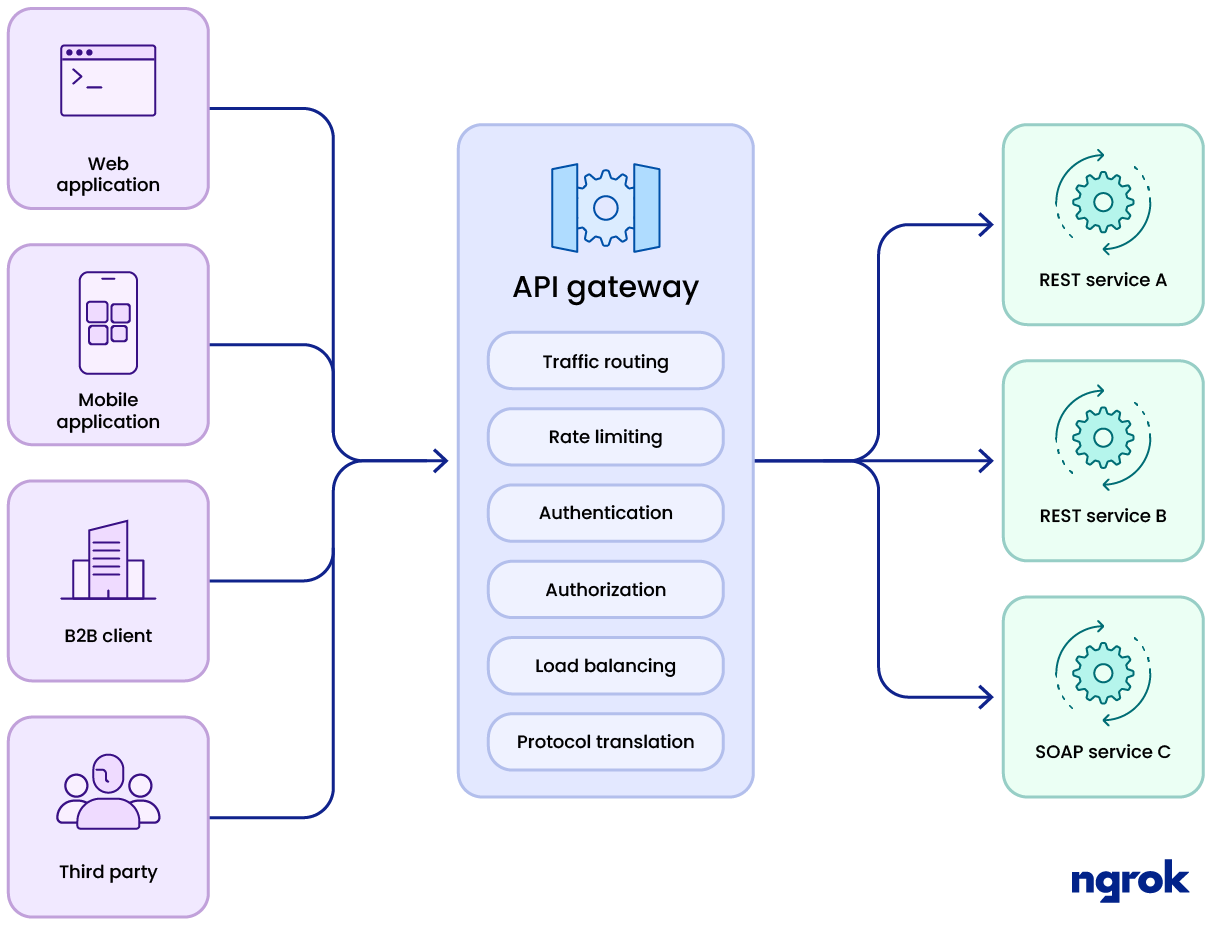 Web
application
Mobile
application
B2B client
Third party
API gateway
Traffic routing
Rate limiting
Authentication
Authorization
Load balancing
Protocol translation
REST service A
REST service B
SOAP service C
ngrok